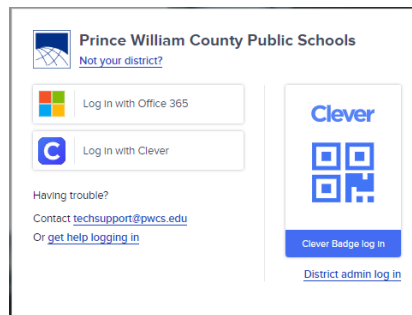 Prince William County Public Schools
Not your district?
Log in with Office 365
Log in with Clever
Having trouble?
Contact techsupport@pwcs.edu
Or get help logging in
Clever
Clever Badge log in
District admin log in